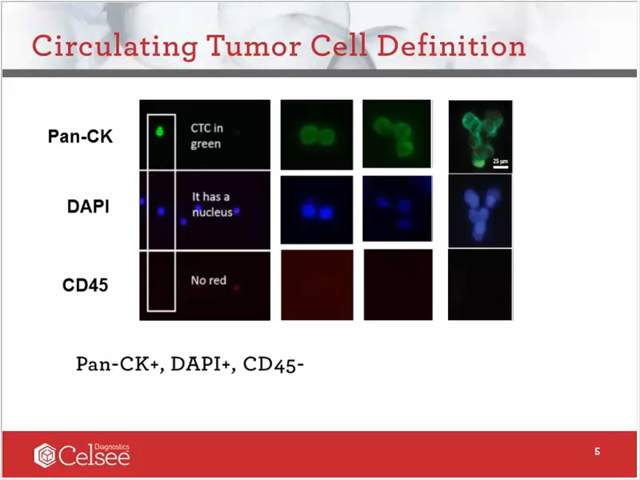 Circulating Tumor Cell Definition
Pan-CK
CTC in
green
25 µm
DAPI
It has a
nucleus
CD45
No red
Pan-CK+, DAPI+, CD45-
Diagnostics
Celsee
5